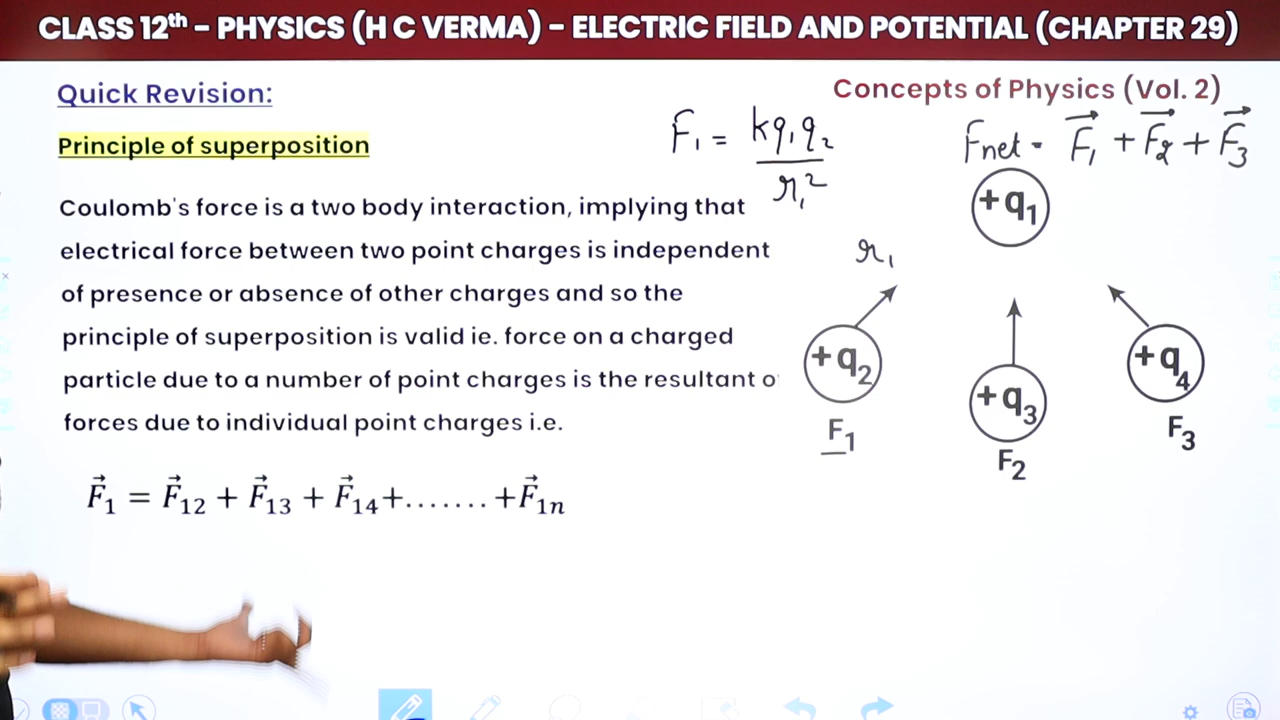 CLASS 12th – PHYSICS (H C VERMA) – ELECTRIC FIELD AND POTENTIAL (CHAPTER 29)
Quick Revision:
Concepts of Physics (Vol. 2)
Principle of superposition
F₁ = kq₁q₂ / r₁²
Fnet = F⃗₁ + F⃗₂ + F⃗₃
Coulomb's force is a two body interaction, implying that
electrical force between two point charges is independent
of presence or absence of other charges and so the
principle of superposition is valid ie. force on a charged
particle due to a number of point charges is the resultant o
forces due to individual point charges i.e.
F⃗₁ = F⃗₁₂ + F⃗₁₃ + F⃗₁₄+.......+F⃗₁ₙ
+q₁
r₁
+q₂
+q₃
+q₄
F₁
F₂
F₃